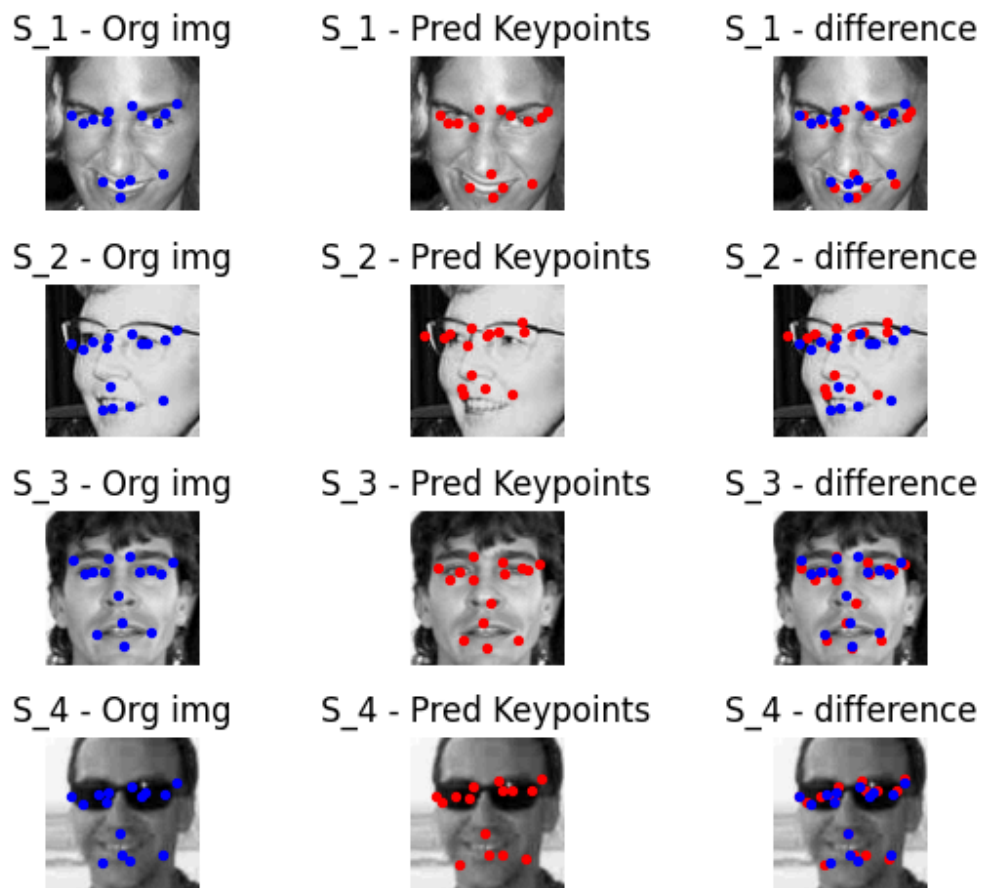 S_1 - Org img
S_1 - Pred Keypoints
S_1 - difference
S_2 - Org img
S_2 - Pred Keypoints
S_2 - difference
S_3 - Org img
S_3 - Pred Keypoints
S_3 - difference
S_4 - Org img
S_4 - Pred Keypoints
S_4 - difference